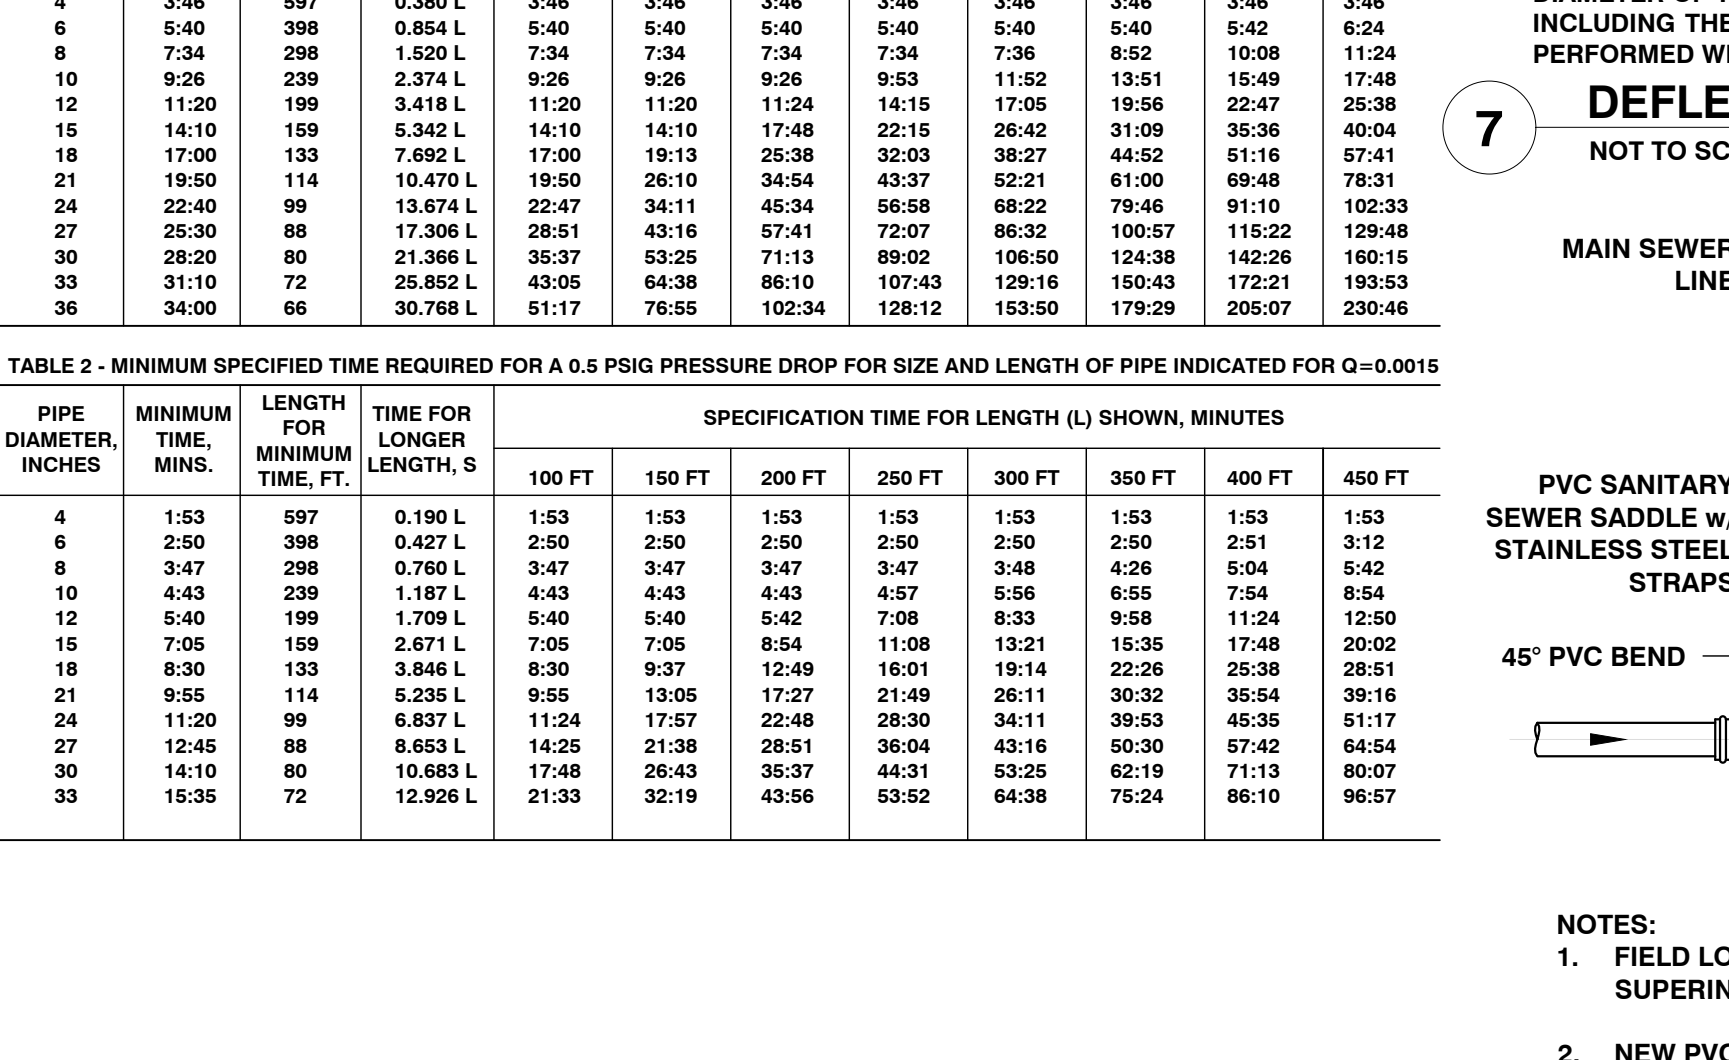 4 3:46 597 0.380 L 3:46 3:46 3:46 3:46 3:46 3:46 3:46 3:46
6 5:40 398 0.854 L 5:40 5:40 5:40 5:40 5:40 5:40 5:42 6:24
8 7:34 298 1.520 L 7:34 7:34 7:34 7:34 7:36 8:52 10:08 11:24
10 9:26 239 2.374 L 9:26 9:26 9:26 9:53 11:52 13:51 15:49 17:48
12 11:20 199 3.418 L 11:20 11:20 11:24 14:15 17:05 19:56 22:47 25:38
15 14:10 159 5.342 L 14:10 14:10 17:48 22:15 26:42 31:09 35:36 40:04
18 17:00 133 7.692 L 17:00 19:13 25:38 32:03 38:27 44:52 51:16 57:41
21 19:50 114 10.470 L 19:50 26:10 34:54 43:37 52:21 61:00 69:48 78:31
24 22:40 99 13.674 L 22:47 34:11 45:34 56:58 68:22 79:46 91:10 102:33
27 25:30 88 17.306 L 28:51 43:16 57:41 72:07 86:32 100:57 115:22 129:48
30 28:20 80 21.366 L 35:37 53:25 71:13 89:02 106:50 124:38 142:26 160:15
33 31:10 72 25.852 L 43:05 64:38 86:10 107:43 129:16 150:43 172:21 193:53
36 34:00 66 30.768 L 51:17 76:55 102:34 128:12 153:50 179:29 205:07 230:46
TABLE 2 - MINIMUM SPECIFIED TIME REQUIRED FOR A 0.5 PSIG PRESSURE DROP FOR SIZE AND LENGTH OF PIPE INDICATED FOR Q=0.0015
PIPE
DIAMETER,
INCHES
MINIMUM
TIME,
MINS.
LENGTH
FOR
MINIMUM
TIME, FT.
TIME FOR
LONGER
LENGTH, S
SPECIFICATION TIME FOR LENGTH (L) SHOWN, MINUTES
100 FT 150 FT 200 FT 250 FT 300 FT 350 FT 400 FT 450 FT
4 1:53 597 0.190 L 1:53 1:53 1:53 1:53 1:53 1:53 1:53 1:53
6 2:50 398 0.427 L 2:50 2:50 2:50 2:50 2:50 2:50 2:51 3:12
8 3:47 298 0.760 L 3:47 3:47 3:47 3:47 3:48 4:26 5:04 5:42
10 4:43 239 1.187 L 4:43 4:43 4:43 4:57 5:56 6:55 7:54 8:54
12 5:40 199 1.709 L 5:40 5:40 5:42 7:08 8:33 9:58 11:24 12:50
15 7:05 159 2.671 L 7:05 7:05 8:54 11:08 13:21 15:35 17:48 20:02
18 8:30 133 3.846 L 8:30 9:37 12:49 16:01 19:14 22:26 25:38 28:51
21 9:55 114 5.235 L 9:55 13:05 17:27 21:49 26:11 30:32 35:54 39:16
24 11:20 99 6.837 L 11:24 17:57 22:48 28:30 34:11 39:53 45:35 51:17
27 12:45 88 8.653 L 14:25 21:38 28:51 36:04 43:16 50:30 57:42 64:54
30 14:10 80 10.683 L 17:48 26:43 35:37 44:31 53:25 62:19 71:13 80:07
33 15:35 72 12.926 L 21:33 32:19 43:56 53:52 64:38 75:24 86:10 96:57
INCLUDING THE
PERFORMED WI
7
DEFLE
NOT TO SC
MAIN SEWER
LINE
PVC SANITARY
SEWER SADDLE w/
STAINLESS STEEL
STRAPS
45° PVC BEND
NOTES:
1. FIELD LO
SUPERIN
2. NEW PVC